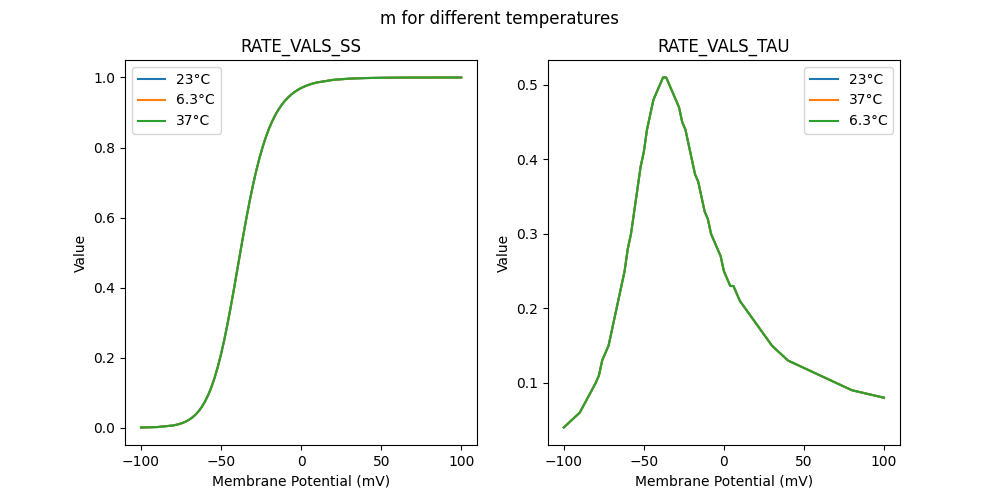 m for different temperatures
RATE_VALS_SS
1.0
0.8
0.6
0.4
0.2
0.0
Value
23°C
6.3°C
37°C
−100
−50
0
50
100
Membrane Potential (mV)
RATE_VALS_TAU
0.5
0.4
0.3
0.2
0.1
Value
23°C
37°C
6.3°C
−100
−50
0
50
100
Membrane Potential (mV)